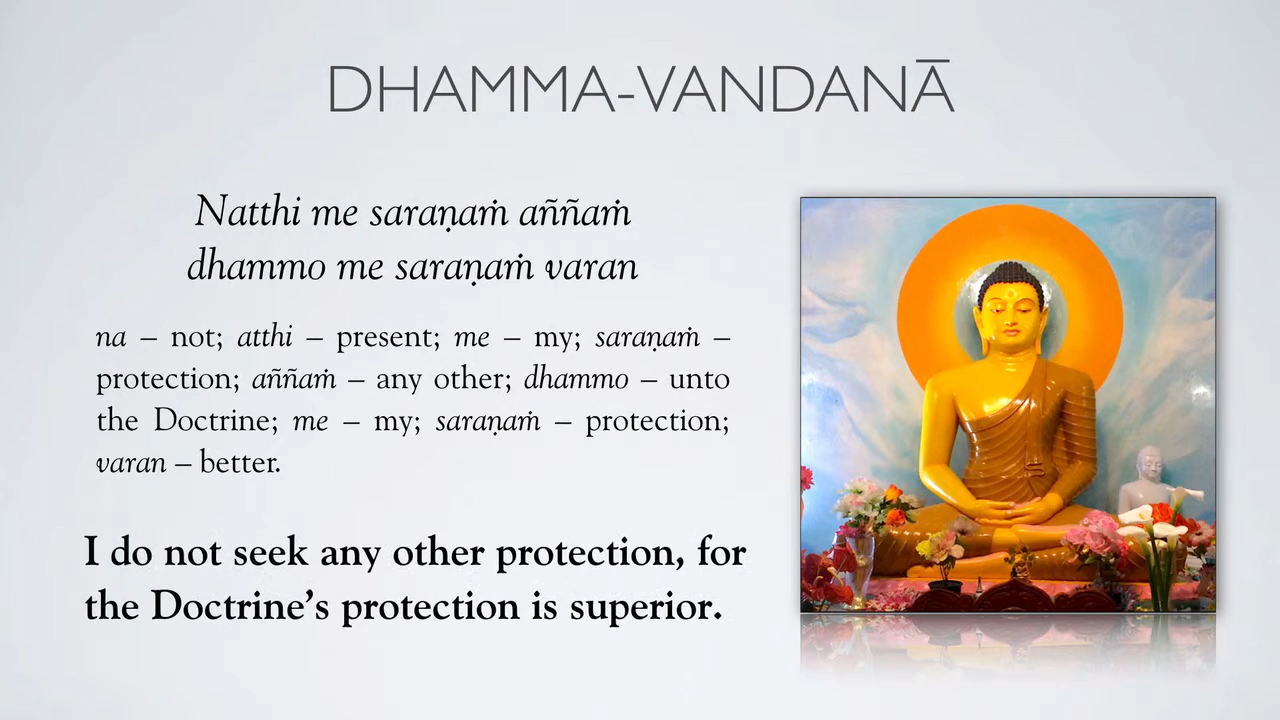 DHAMMA-VANDANĀ
Natthi me saraṇaṁ aññaṁ
dhammo me saraṇaṁ varan
na – not; atthi – present; me – my; saraṇaṁ –
protection; aññaṁ – any other; dhammo – unto
the Doctrine; me – my; saraṇaṁ – protection;
varan – better.
I do not seek any other protection, for
the Doctrine’s protection is superior.